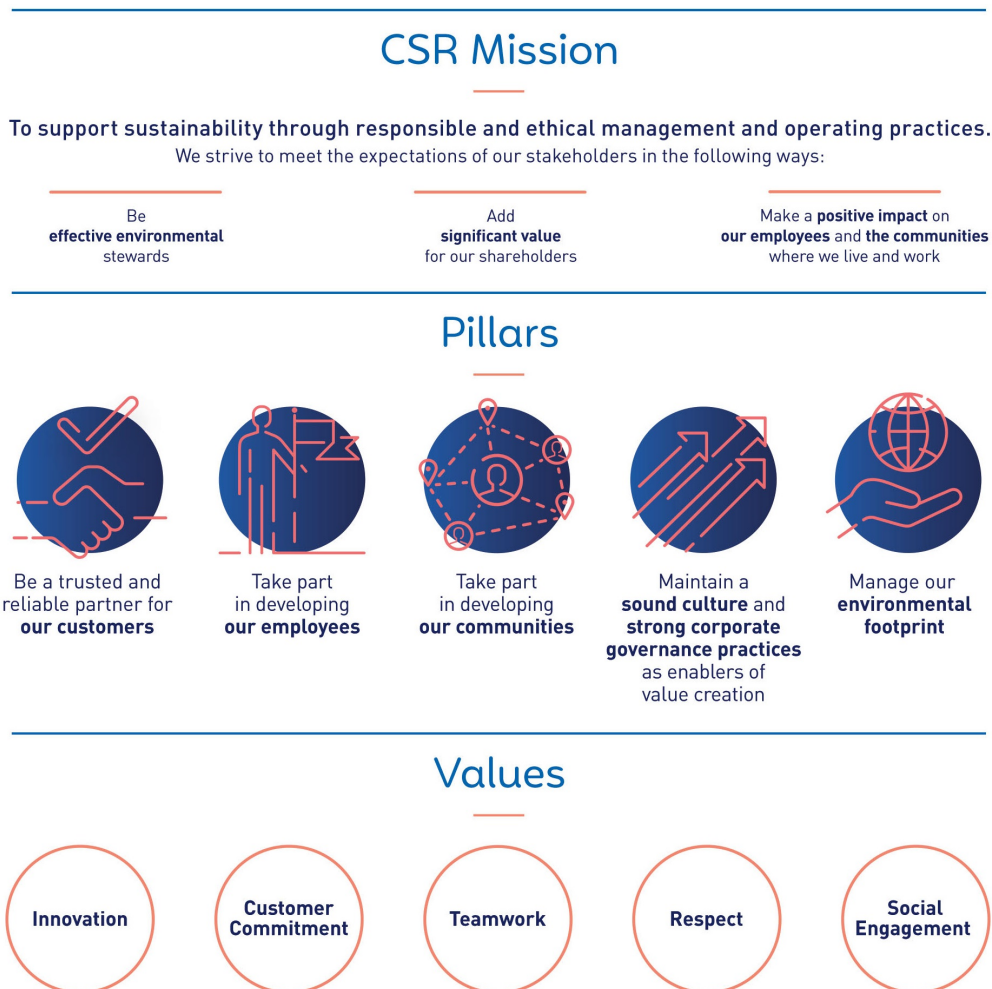 CSR Mission
To support sustainability through responsible and ethical management and operating practices.
We strive to meet the expectations of our stakeholders in the following ways:
Be
effective environmental
stewards
Add
significant value
for our shareholders
Make a positive impact on
our employees and the communities
where we live and work
Pillars
Be a trusted and
reliable partner for
our customers
Take part
in developing
our employees
Take part
in developing
our communities
Maintain a
sound culture and
strong corporate
governance practices
as enablers of
value creation
Manage our
environmental
footprint
Values
Innovation
Customer
Commitment
Teamwork
Respect
Social
Engagement